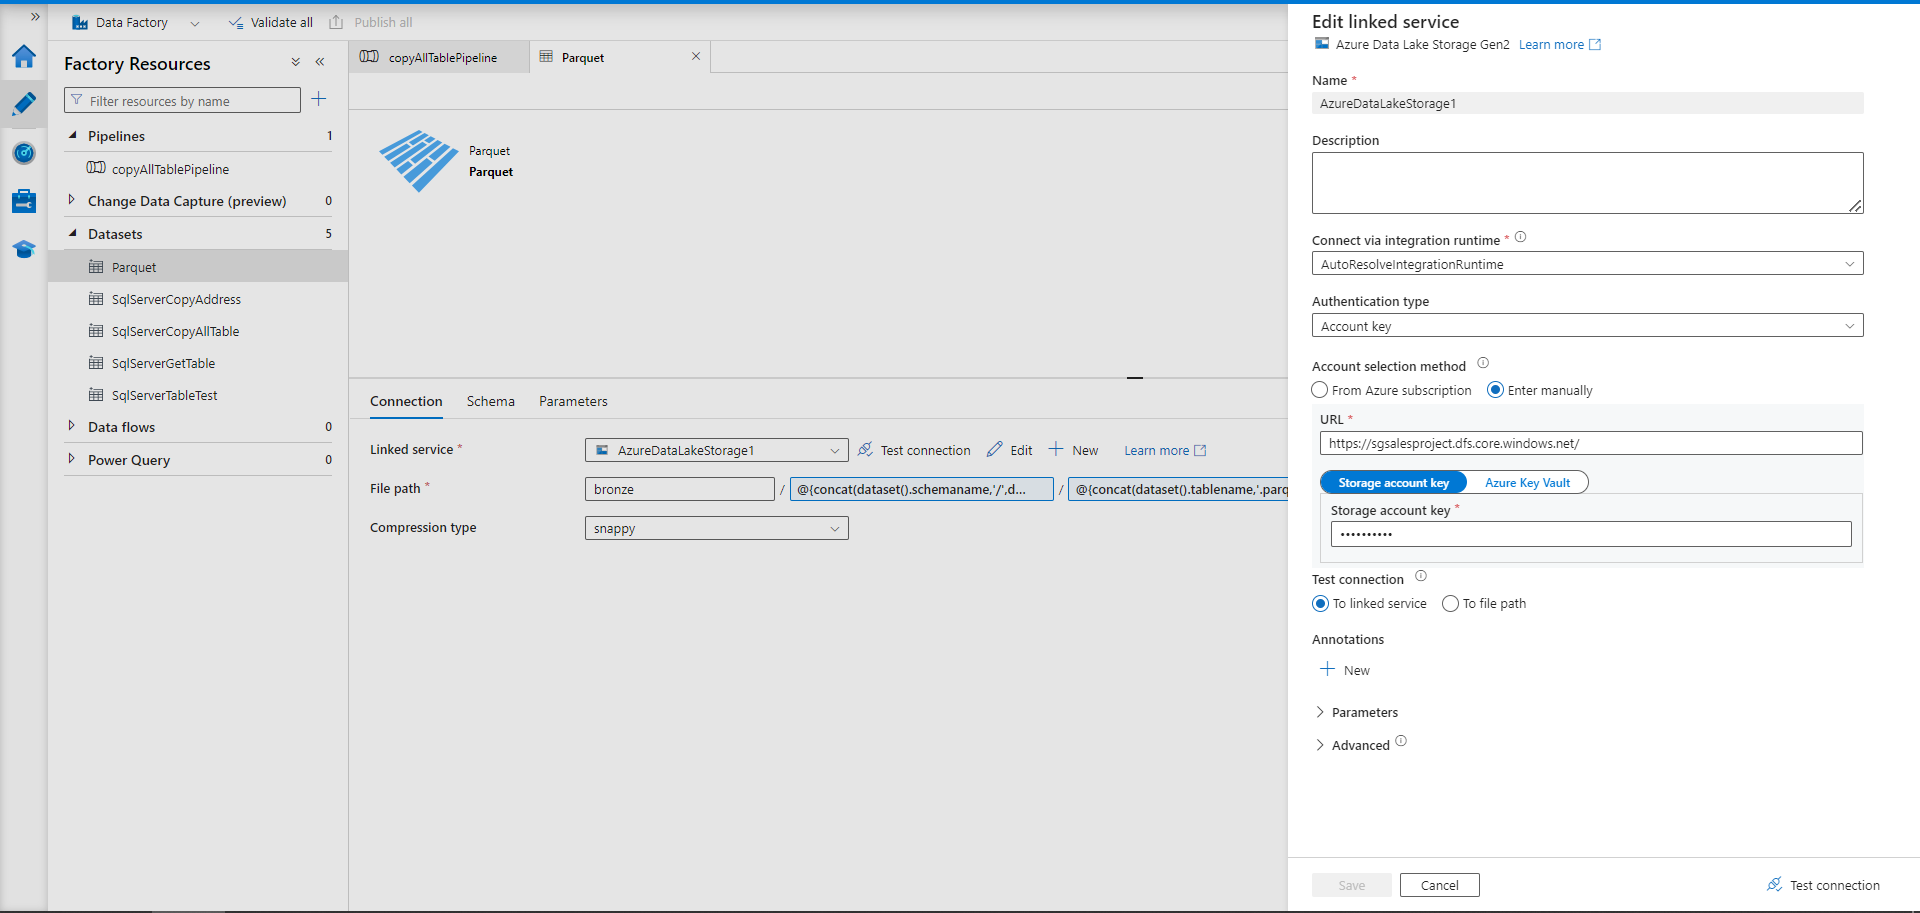 Data Factory
Validate all
Publish all
Factory Resources
Filter resources by name
Pipelines 1
copyAllTablePipeline
Change Data Capture (preview) 0
Datasets 5
Parquet
SqlServerCopyAddress
SqlServerCopyAllTable
SqlServerGetTable
SqlServerTableTest
Data flows 0
Power Query 0
copyAllTablePipeline
Parquet
Parquet
Parquet
Connection Schema Parameters
Linked service * AzureDataLakeStorage1 Test connection Edit New Learn more
File path * bronze / @{concat(dataset().schemaname,'/',d... / @{concat(dataset().tablename,'.parq
Compression type snappy
Edit linked service
Azure Data Lake Storage Gen2 Learn more
Name *
AzureDataLakeStorage1
Description
Connect via integration runtime *
AutoResolveIntegrationRuntime
Authentication type
Account key
Account selection method
From Azure subscription Enter manually
URL *
https://sgsalesproject.dfs.core.windows.net/
Storage account key Azure Key Vault
Storage account key *
••••••••••
Test connection
To linked service To file path
Annotations
New
Parameters
Advanced
Save Cancel Test connection